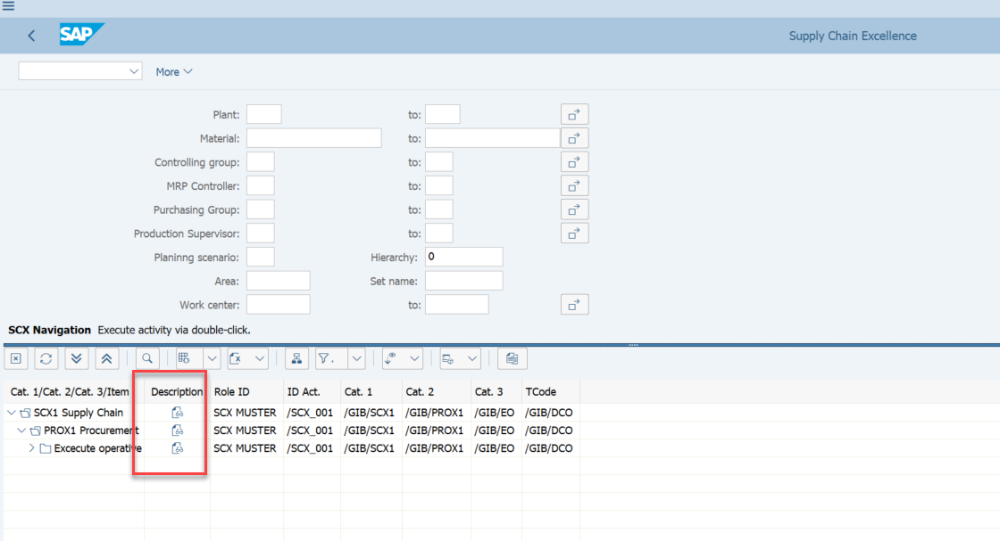 SAP
Supply Chain Excellence
More
Plant: to:
Material: to:
Controlling group: to:
MRP Controller: to:
Purchasing Group: to:
Production Supervisor: to:
Planinng scenario: Hierarchy: 0
Area: Set name:
Work center: to:
SCX Navigation Execute activity via double-click.
Cat. 1/Cat. 2/Cat. 3/Item Description Role ID ID Act. Cat. 1 Cat. 2 Cat. 3 TCode
SCX1 Supply Chain SCX MUSTER /SCX_001 /GIB/SCX1 /GIB/PROX1 /GIB/EO /GIB/DCO
PROX1 Procurement SCX MUSTER /SCX_001 /GIB/SCX1 /GIB/PROX1 /GIB/EO /GIB/DCO
Excecute operative SCX MUSTER /SCX_001 /GIB/SCX1 /GIB/PROX1 /GIB/EO /GIB/DCO